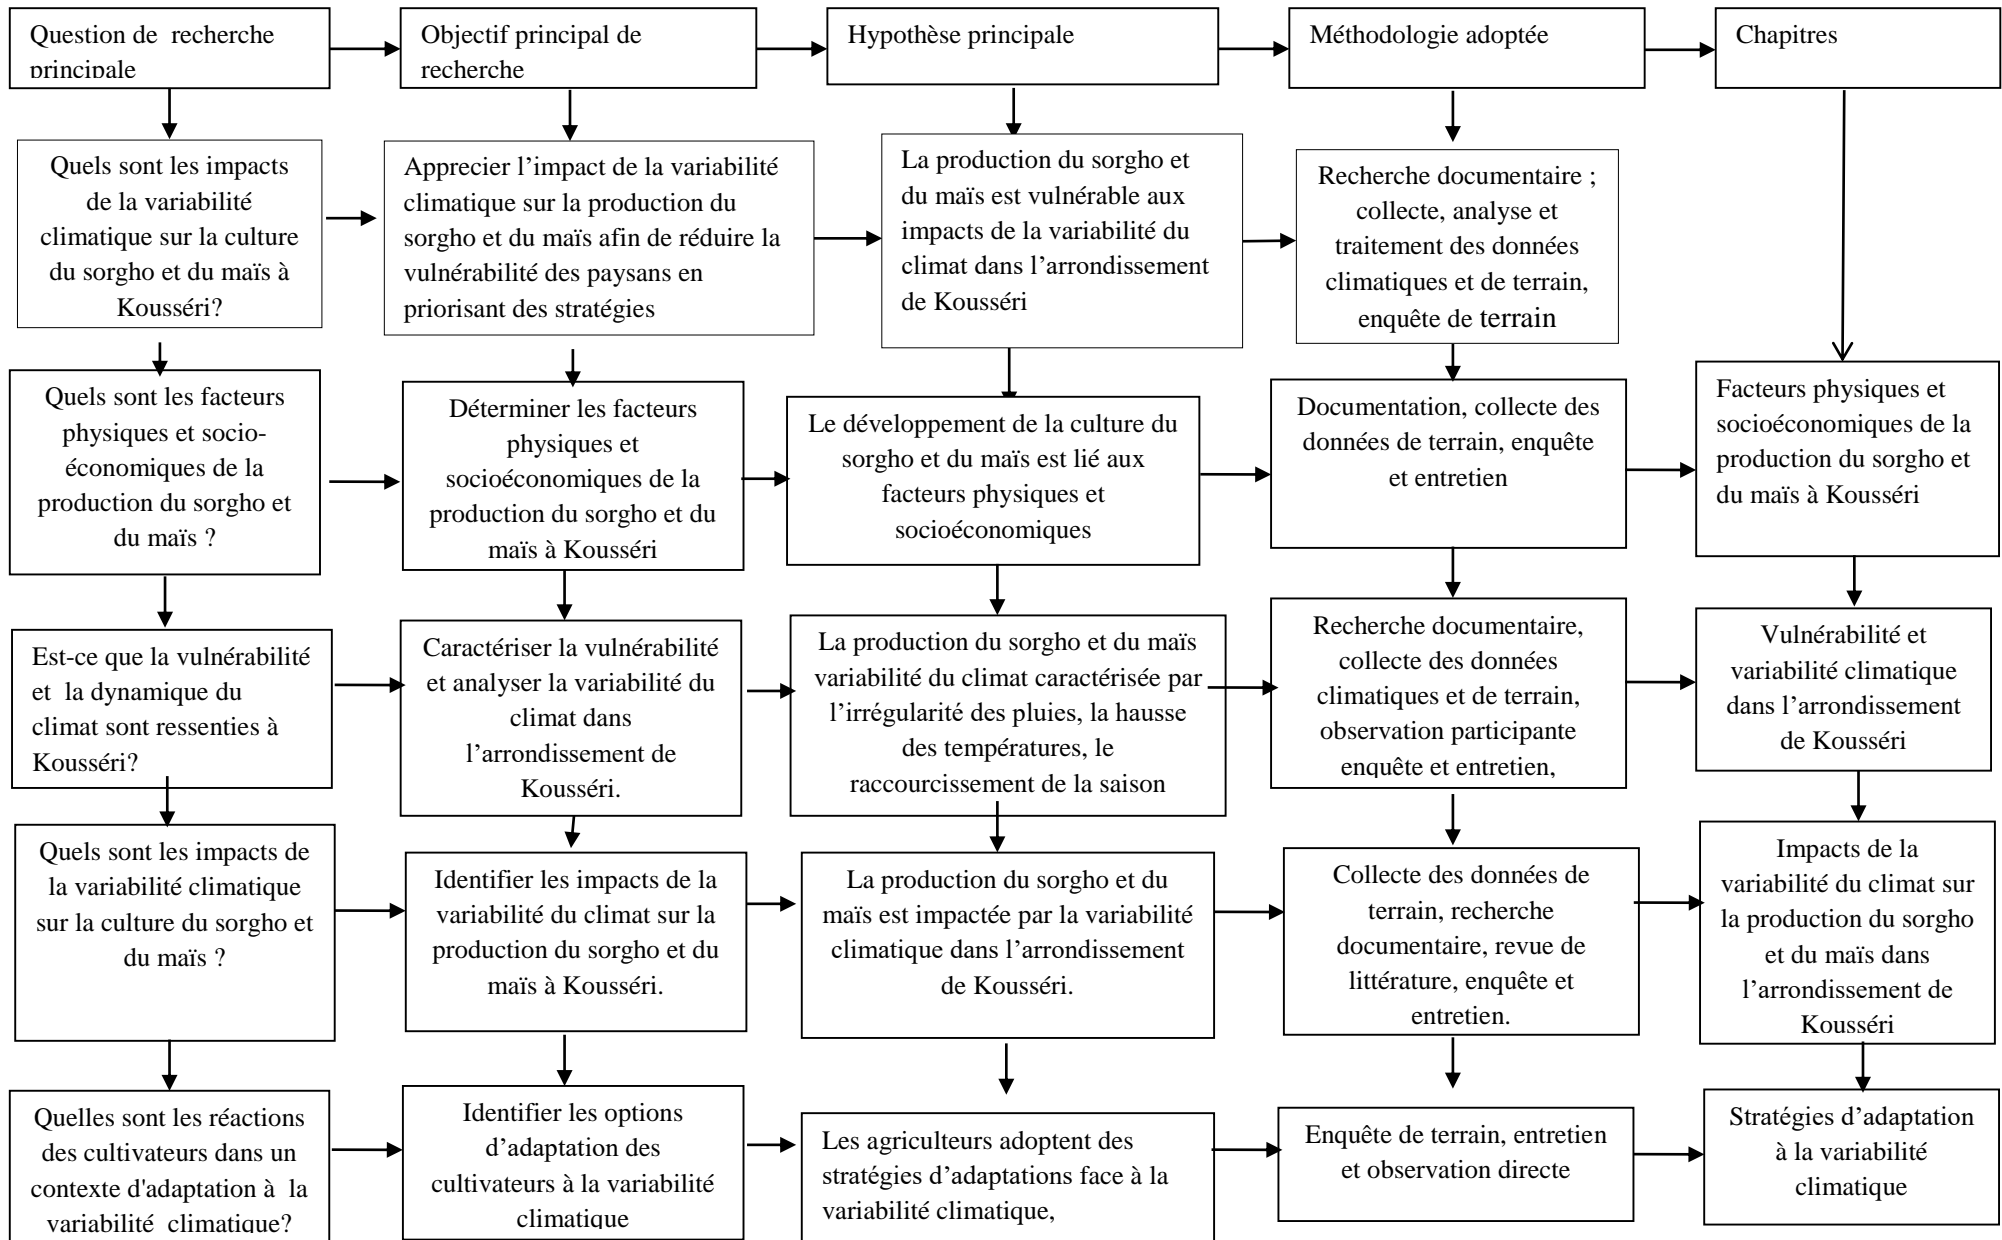 Question de recherche
principale
Objectif principal de
recherche
Hypothèse principale
Méthodologie adoptée
Chapitres
Quels sont les impacts
de la variabilité
climatique sur la culture
du sorgho et du maïs à
Kousséri?
Apprecier l’impact de la variabilité
climatique sur la production du
sorgho et du maïs afin de réduire la
vulnérabilité des paysans en
priorisant des stratégies
La production du sorgho et
du maïs est vulnérable aux
impacts de la variabilité du
climat dans l’arrondissement
de Kousséri
Recherche documentaire ;
collecte, analyse et
traitement des données
climatiques et de terrain,
enquête de terrain
Quels sont les facteurs
physiques et socio-
économiques de la
production du sorgho et
du maïs ?
Déterminer les facteurs
physiques et
socioéconomiques de la
production du sorgho et du
maïs à Kousséri
Le développement de la culture du
sorgho et du maïs est lié aux
facteurs physiques et
socioéconomiques
Documentation, collecte des
données de terrain, enquête
et entretien
Facteurs physiques et
socioéconomiques de la
production du sorgho et
du maïs à Kousséri
Est-ce que la vulnérabilité
et la dynamique du
climat sont ressenties à
Kousséri?
Caractériser la vulnérabilité
et analyser la variabilité du
climat dans
l’arrondissement de
Kousséri.
La production du sorgho et du maïs
variabilité du climat caractérisée par
l’irrégularité des pluies, la hausse
des températures, le
raccourcissement de la saison
Recherche documentaire,
collecte des données
climatiques et de terrain,
observation participante
enquête et entretien,
Vulnérabilité et
variabilité climatique
dans l’arrondissement
de Kousséri
Quels sont les impacts de
la variabilité climatique
sur la culture du sorgho et
du maïs ?
Identifier les impacts de la
variabilité du climat sur la
production du sorgho et du
maïs à Kousséri.
La production du sorgho et du
maïs est impactée par la variabilité
climatique dans l’arrondissement
de Kousséri.
Collecte des données de
terrain, recherche
documentaire, revue de
littérature, enquête et
entretien.
Impacts de la
variabilité du climat sur
la production du sorgho
et du maïs dans
l’arrondissement de
Kousséri
Quelles sont les réactions
des cultivateurs dans un
contexte d'adaptation à la
variabilité climatique?
Identifier les options
d’adaptation des
cultivateurs à la variabilité
climatique
Les agriculteurs adoptent des
stratégies d’adaptations face à la
variabilité climatique,
Enquête de terrain, entretien
et observation directe
Stratégies d’adaptation
à la variabilité
climatique